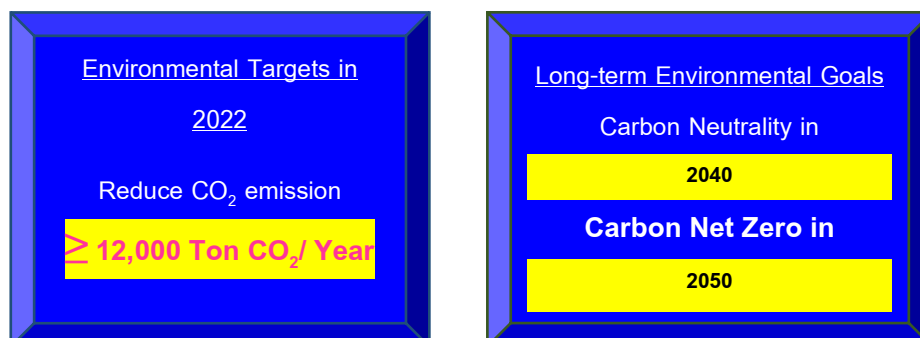 Environmental Targets in
2022
Reduce CO₂ emission
≥ 12,000 Ton CO₂/ Year
Long-term Environmental Goals
Carbon Neutrality in
2040
Carbon Net Zero in
2050